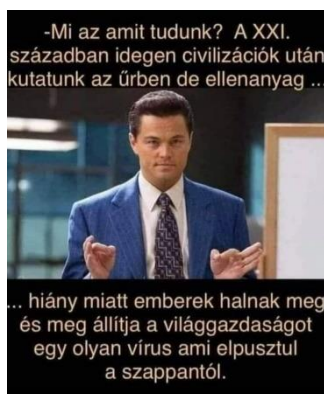 -Mi az amit tudunk? A XXI.
században idegen civilizációk után
kutatunk az űrben de ellenanyag ...
... hiány miatt emberek halnak meg
és meg állítja a világgazdaságot
egy olyan vírus ami elpusztul
a szappantól.